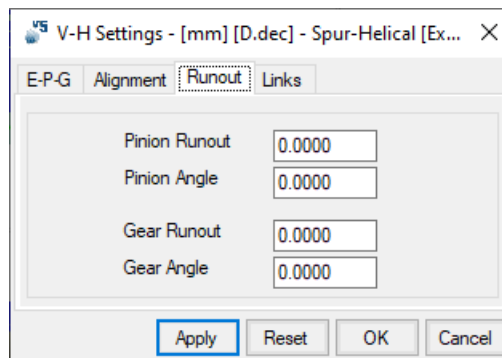 VS V-H Settings - [mm] [D.dec] - Spur-Helical [Ex...
E-P-G Alignment Runout Links
Pinion Runout 0.0000
Pinion Angle 0.0000
Gear Runout 0.0000
Gear Angle 0.0000
Apply Reset OK Cancel